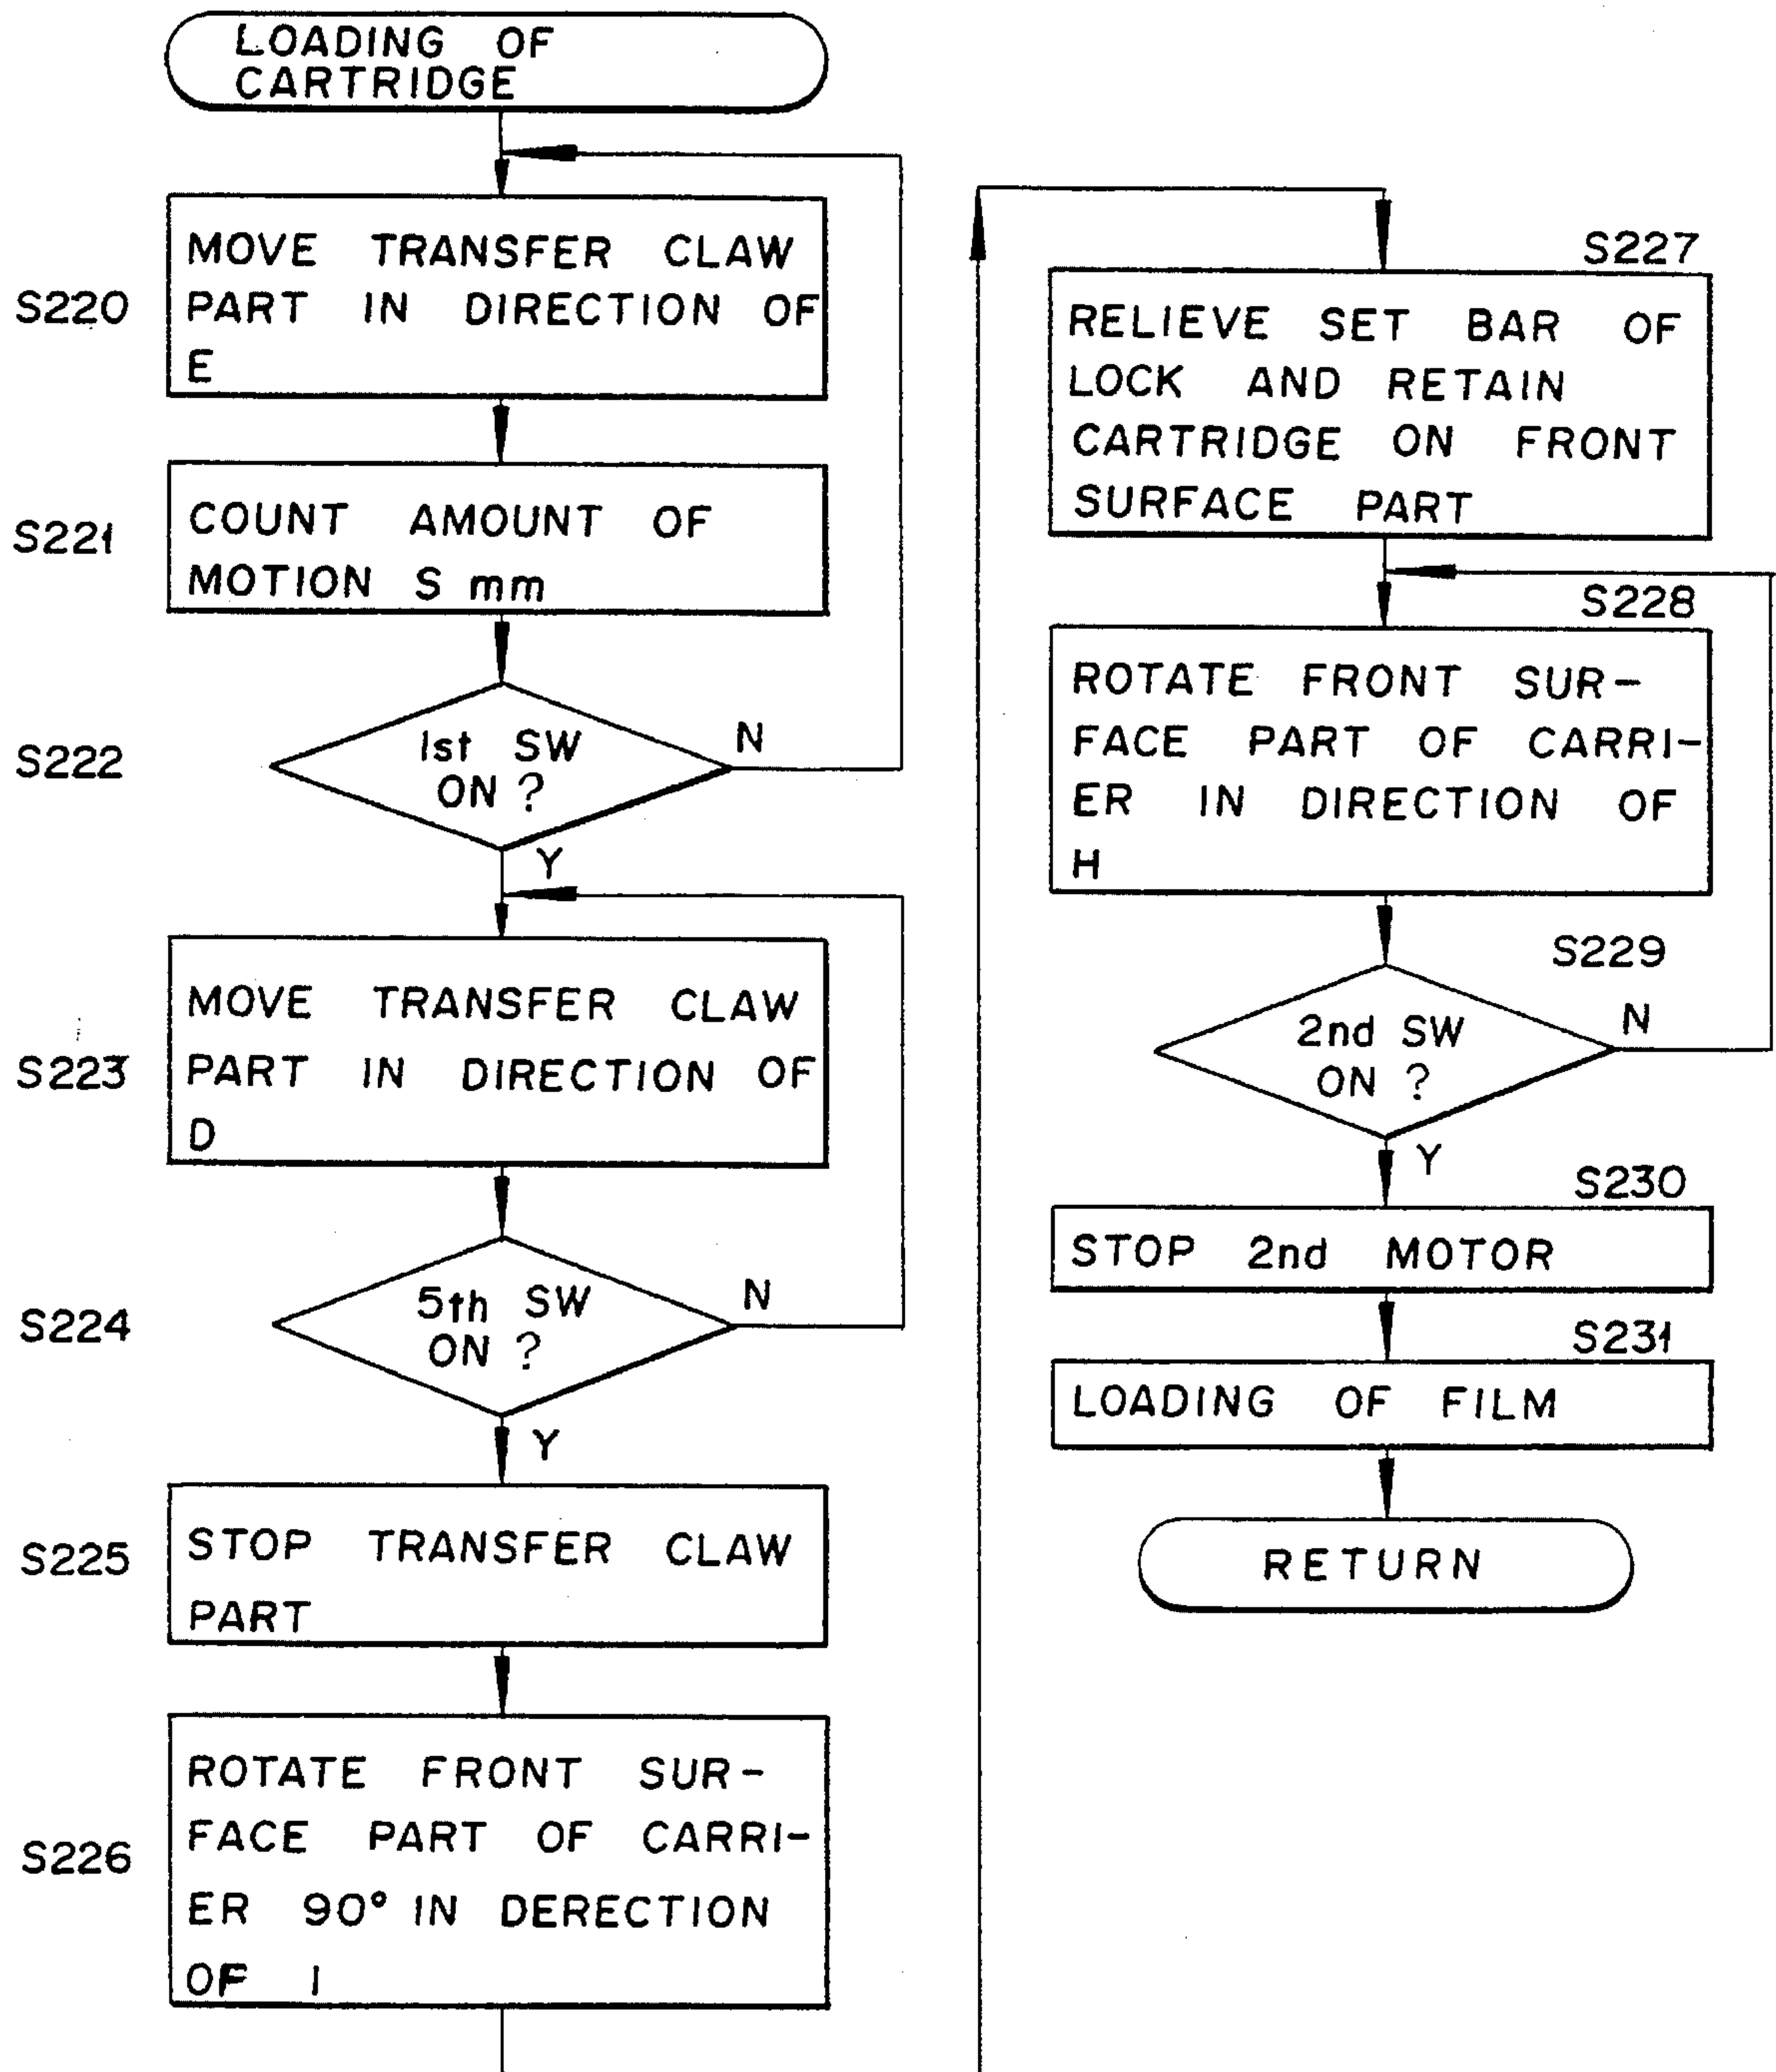 LOADING OF
CARTRIDGE
S220
MOVE TRANSFER CLAW
PART IN DIRECTION OF
E
S221
COUNT AMOUNT OF
MOTION S mm
S222
1st SW
ON ?
N
Y
S223
MOVE TRANSFER CLAW
PART IN DIRECTION OF
D
S224
5th SW
ON ?
N
Y
S225
STOP TRANSFER CLAW
PART
S226
ROTATE FRONT SUR-
FACE PART OF CARRI-
ER 90° IN DERECTION
OF I
S227
RELIEVE SET BAR OF
LOCK AND RETAIN
CARTRIDGE ON FRONT
SURFACE PART
S228
ROTATE FRONT SUR-
FACE PART OF CARRI-
ER IN DIRECTION OF
H
S229
2nd SW
ON ?
N
Y
S230
STOP 2nd MOTOR
S231
LOADING OF FILM
RETURN